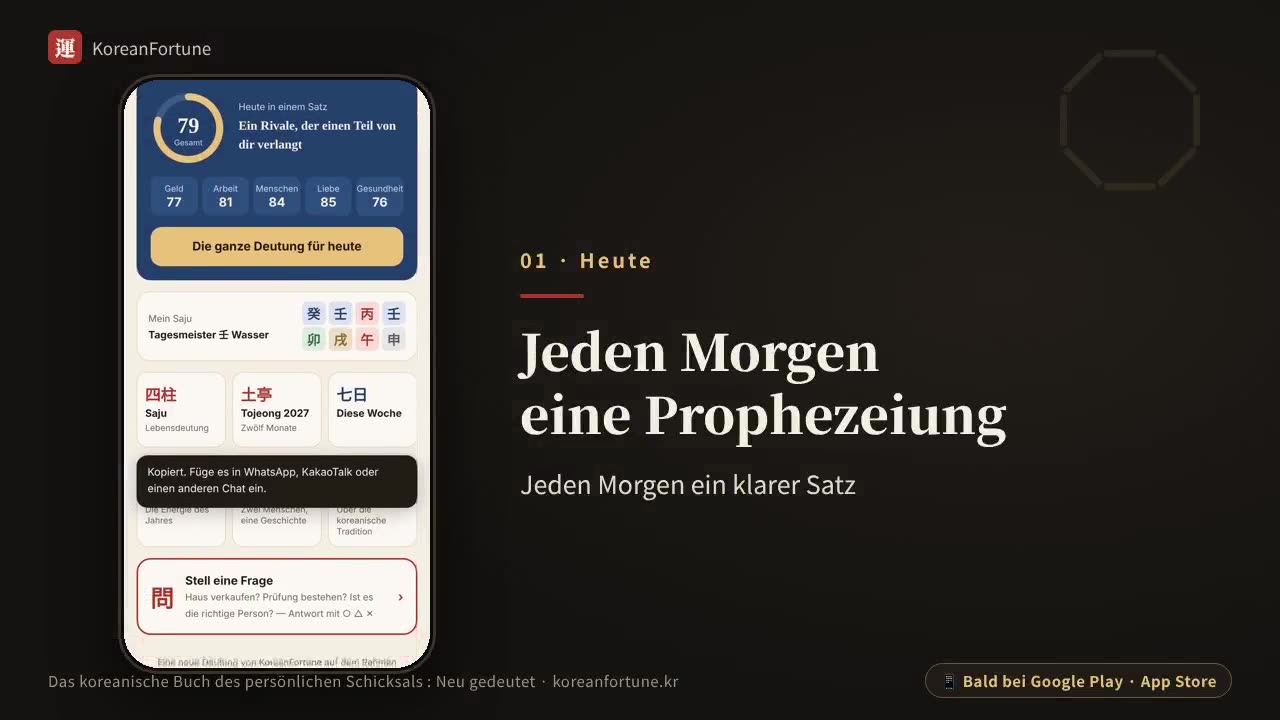 運 KoreanFortune
79
Gesamt
Heute in einem Satz
Ein Rivale, der einen Teil von
dir verlangt
Geld Arbeit Menschen Liebe Gesundheit
77 81 84 85 76
Die ganze Deutung für heute
Mein Saju
Tagesmeister 壬 Wasser
癸 壬 丙 壬
卯 戌 午 申
四柱 土亭 七日
Saju Tojeong 2027 Diese Woche
Lebensdeutung Zwölf Monate
Kopiert. Füge es in WhatsApp, KakaoTalk oder
einen anderen Chat ein.
Die Energie des Zwei Menschen, Über die
Jahres eine Geschichte koreanische
Tradition
問 Stell eine Frage
Haus verkaufen? Prüfung bestehen? Ist es
die richtige Person? — Antwort mit ○ △ × ›
01 · Heute
Jeden Morgen
eine Prophezeiung
Jeden Morgen ein klarer Satz
Das koreanische Buch des persönlichen Schicksals : Neu gedeutet · koreanfortune.kr
Bald bei Google Play · App Store